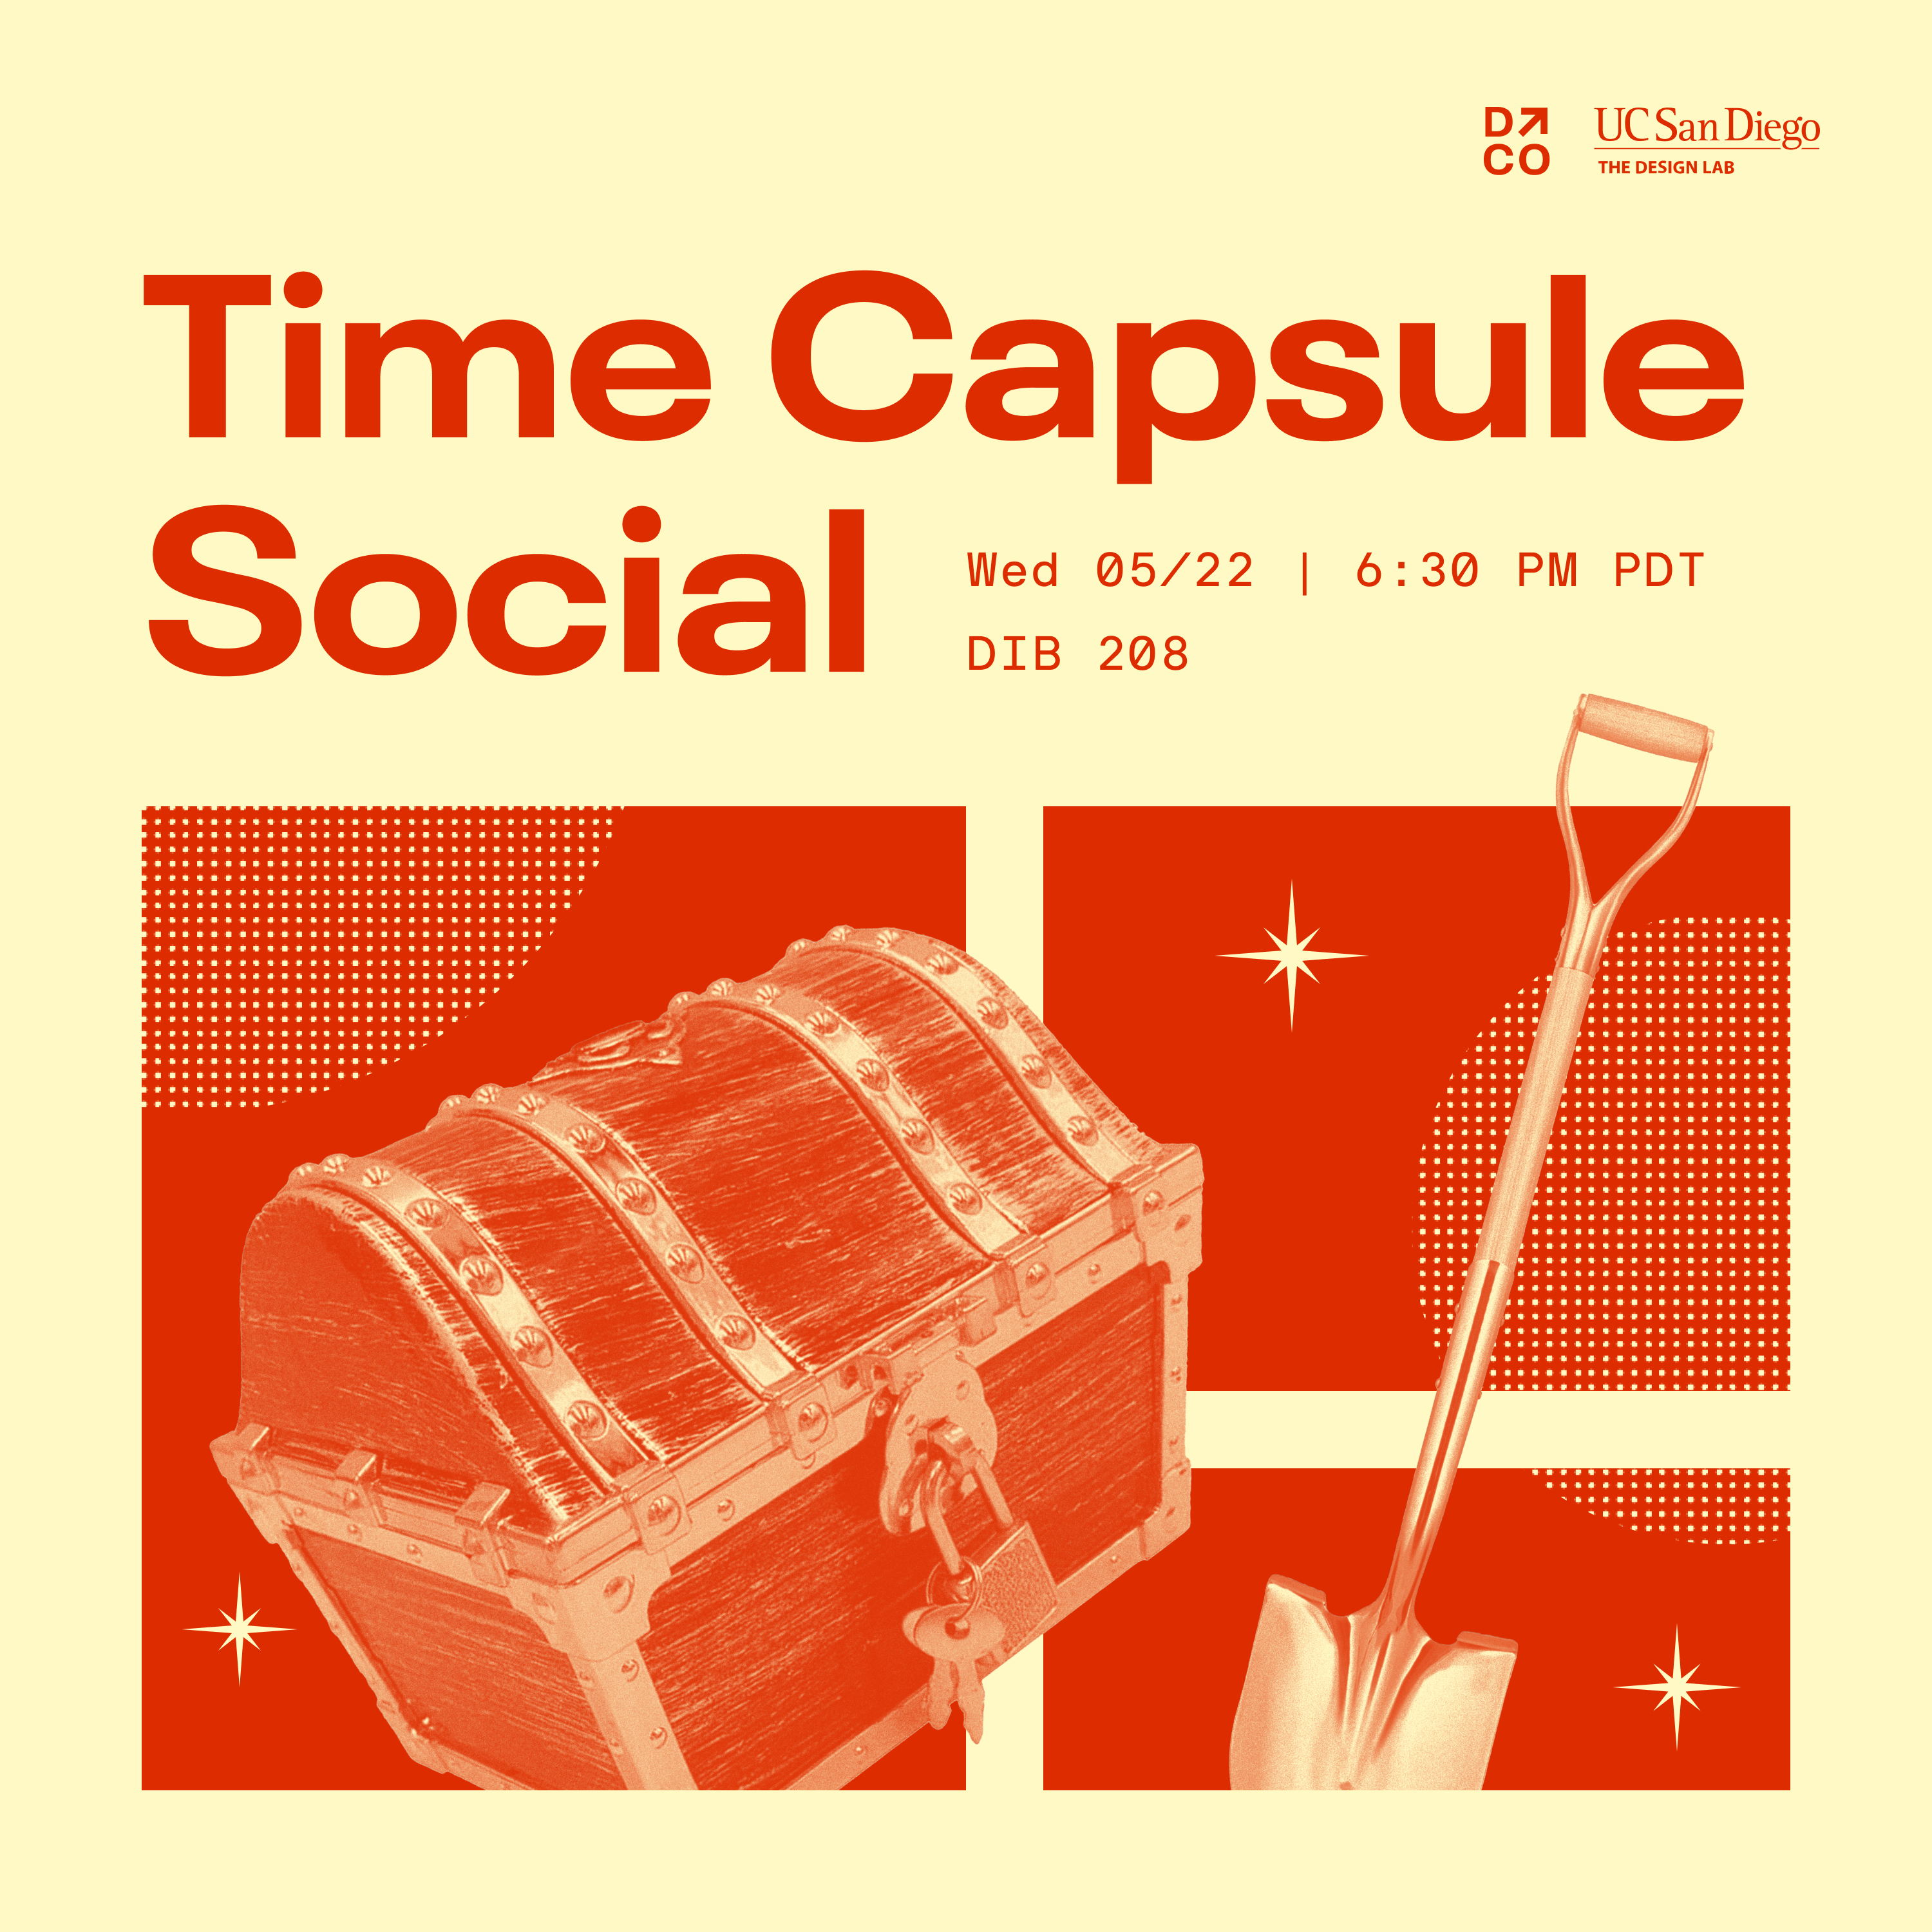 D↗
CO
UC San Diego
THE DESIGN LAB
Time Capsule
Social
Wed 05/22 | 6:30 PM PDT
DIB 208